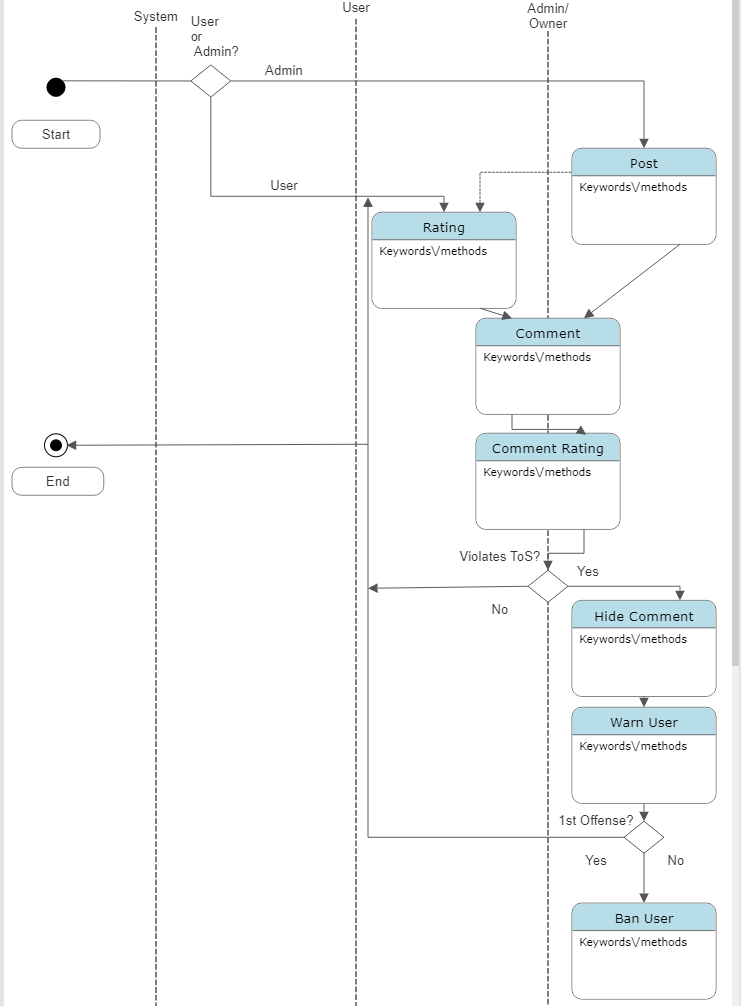 System
User
or
Admin?
User
Admin/
Owner
Admin
Start
User
Post
Keywords\/methods
Rating
Keywords\/methods
Comment
Keywords\/methods
Comment Rating
Keywords\/methods
End
Violates ToS?
Yes
No
Hide Comment
Keywords\/methods
Warn User
Keywords\/methods
1st Offense?
Yes
No
Ban User
Keywords\/methods